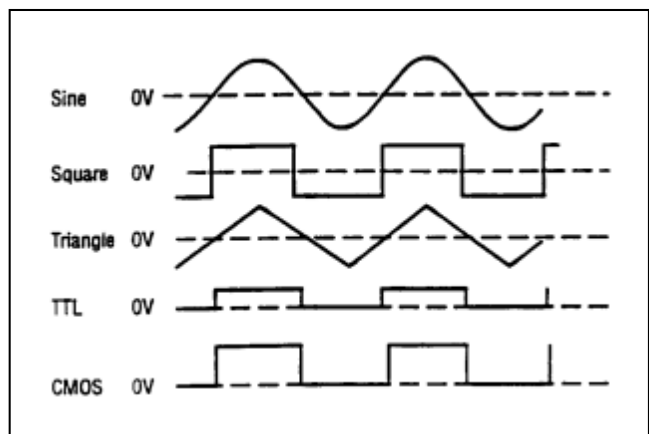 Sine 0V
Square 0V
Triangle 0V
TTL 0V
CMOS 0V